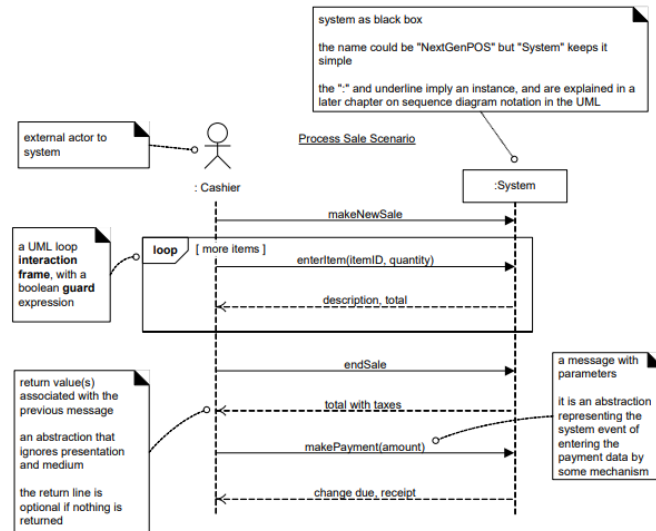 system as black box
the name could be "NextGenPOS" but "System" keeps it
simple
the ":" and underline imply an instance, and are explained in a
later chapter on sequence diagram notation in the UML
external actor to
system
Process Sale Scenario
: Cashier
:System
makeNewSale
a UML loop
interaction
frame, with a
boolean guard
expression
loop
[ more items ]
enterItem(itemID, quantity)
description, total
endSale
return value(s)
associated with the
previous message
an abstraction that
ignores presentation
and medium
the return line is
optional if nothing is
returned
total with taxes
makePayment(amount)
change due, receipt
a message with
parameters
it is an abstraction
representing the
system event of
entering the
payment data by
some mechanism